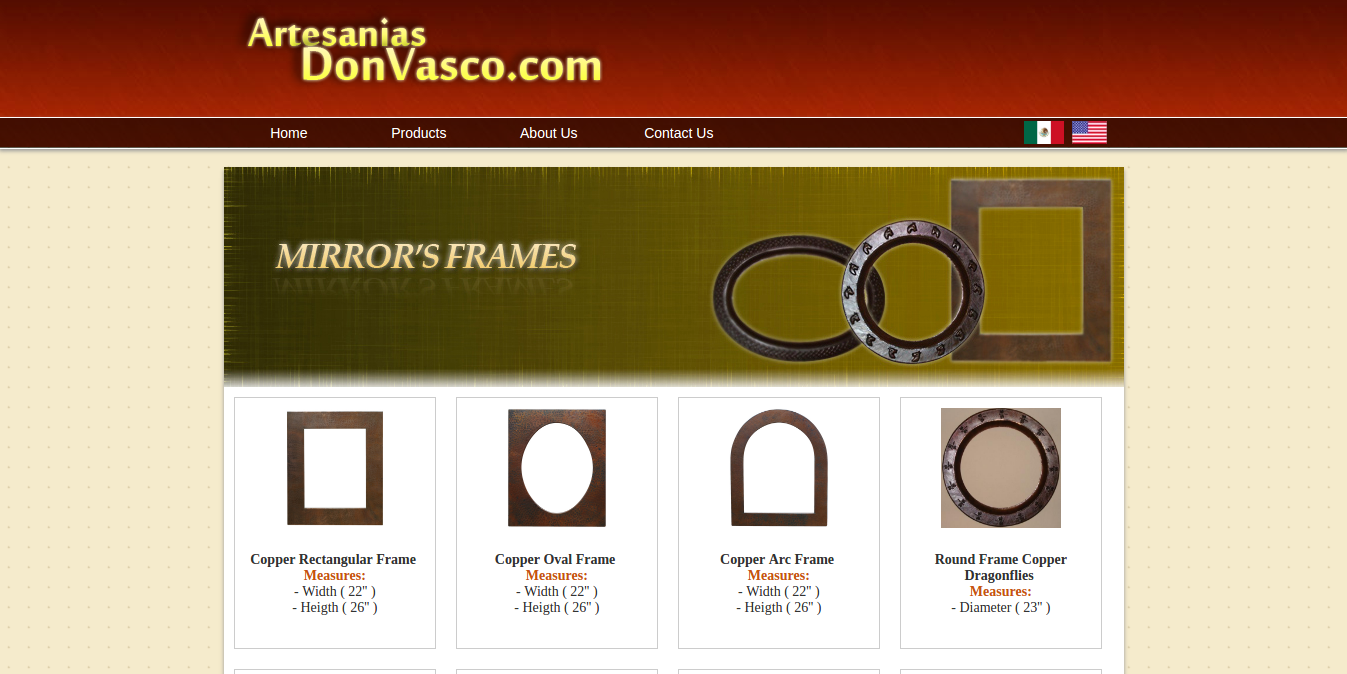 Artesanias
DonVasco.com
Home Products About Us Contact Us
MIRROR'S FRAMES
Copper Rectangular Frame
Measures:
- Width ( 22" )
- Heigth ( 26" )
Copper Oval Frame
Measures:
- Width ( 22" )
- Heigth ( 26" )
Copper Arc Frame
Measures:
- Width ( 22" )
- Heigth ( 26" )
Round Frame Copper
Dragonflies
Measures:
- Diameter ( 23" )